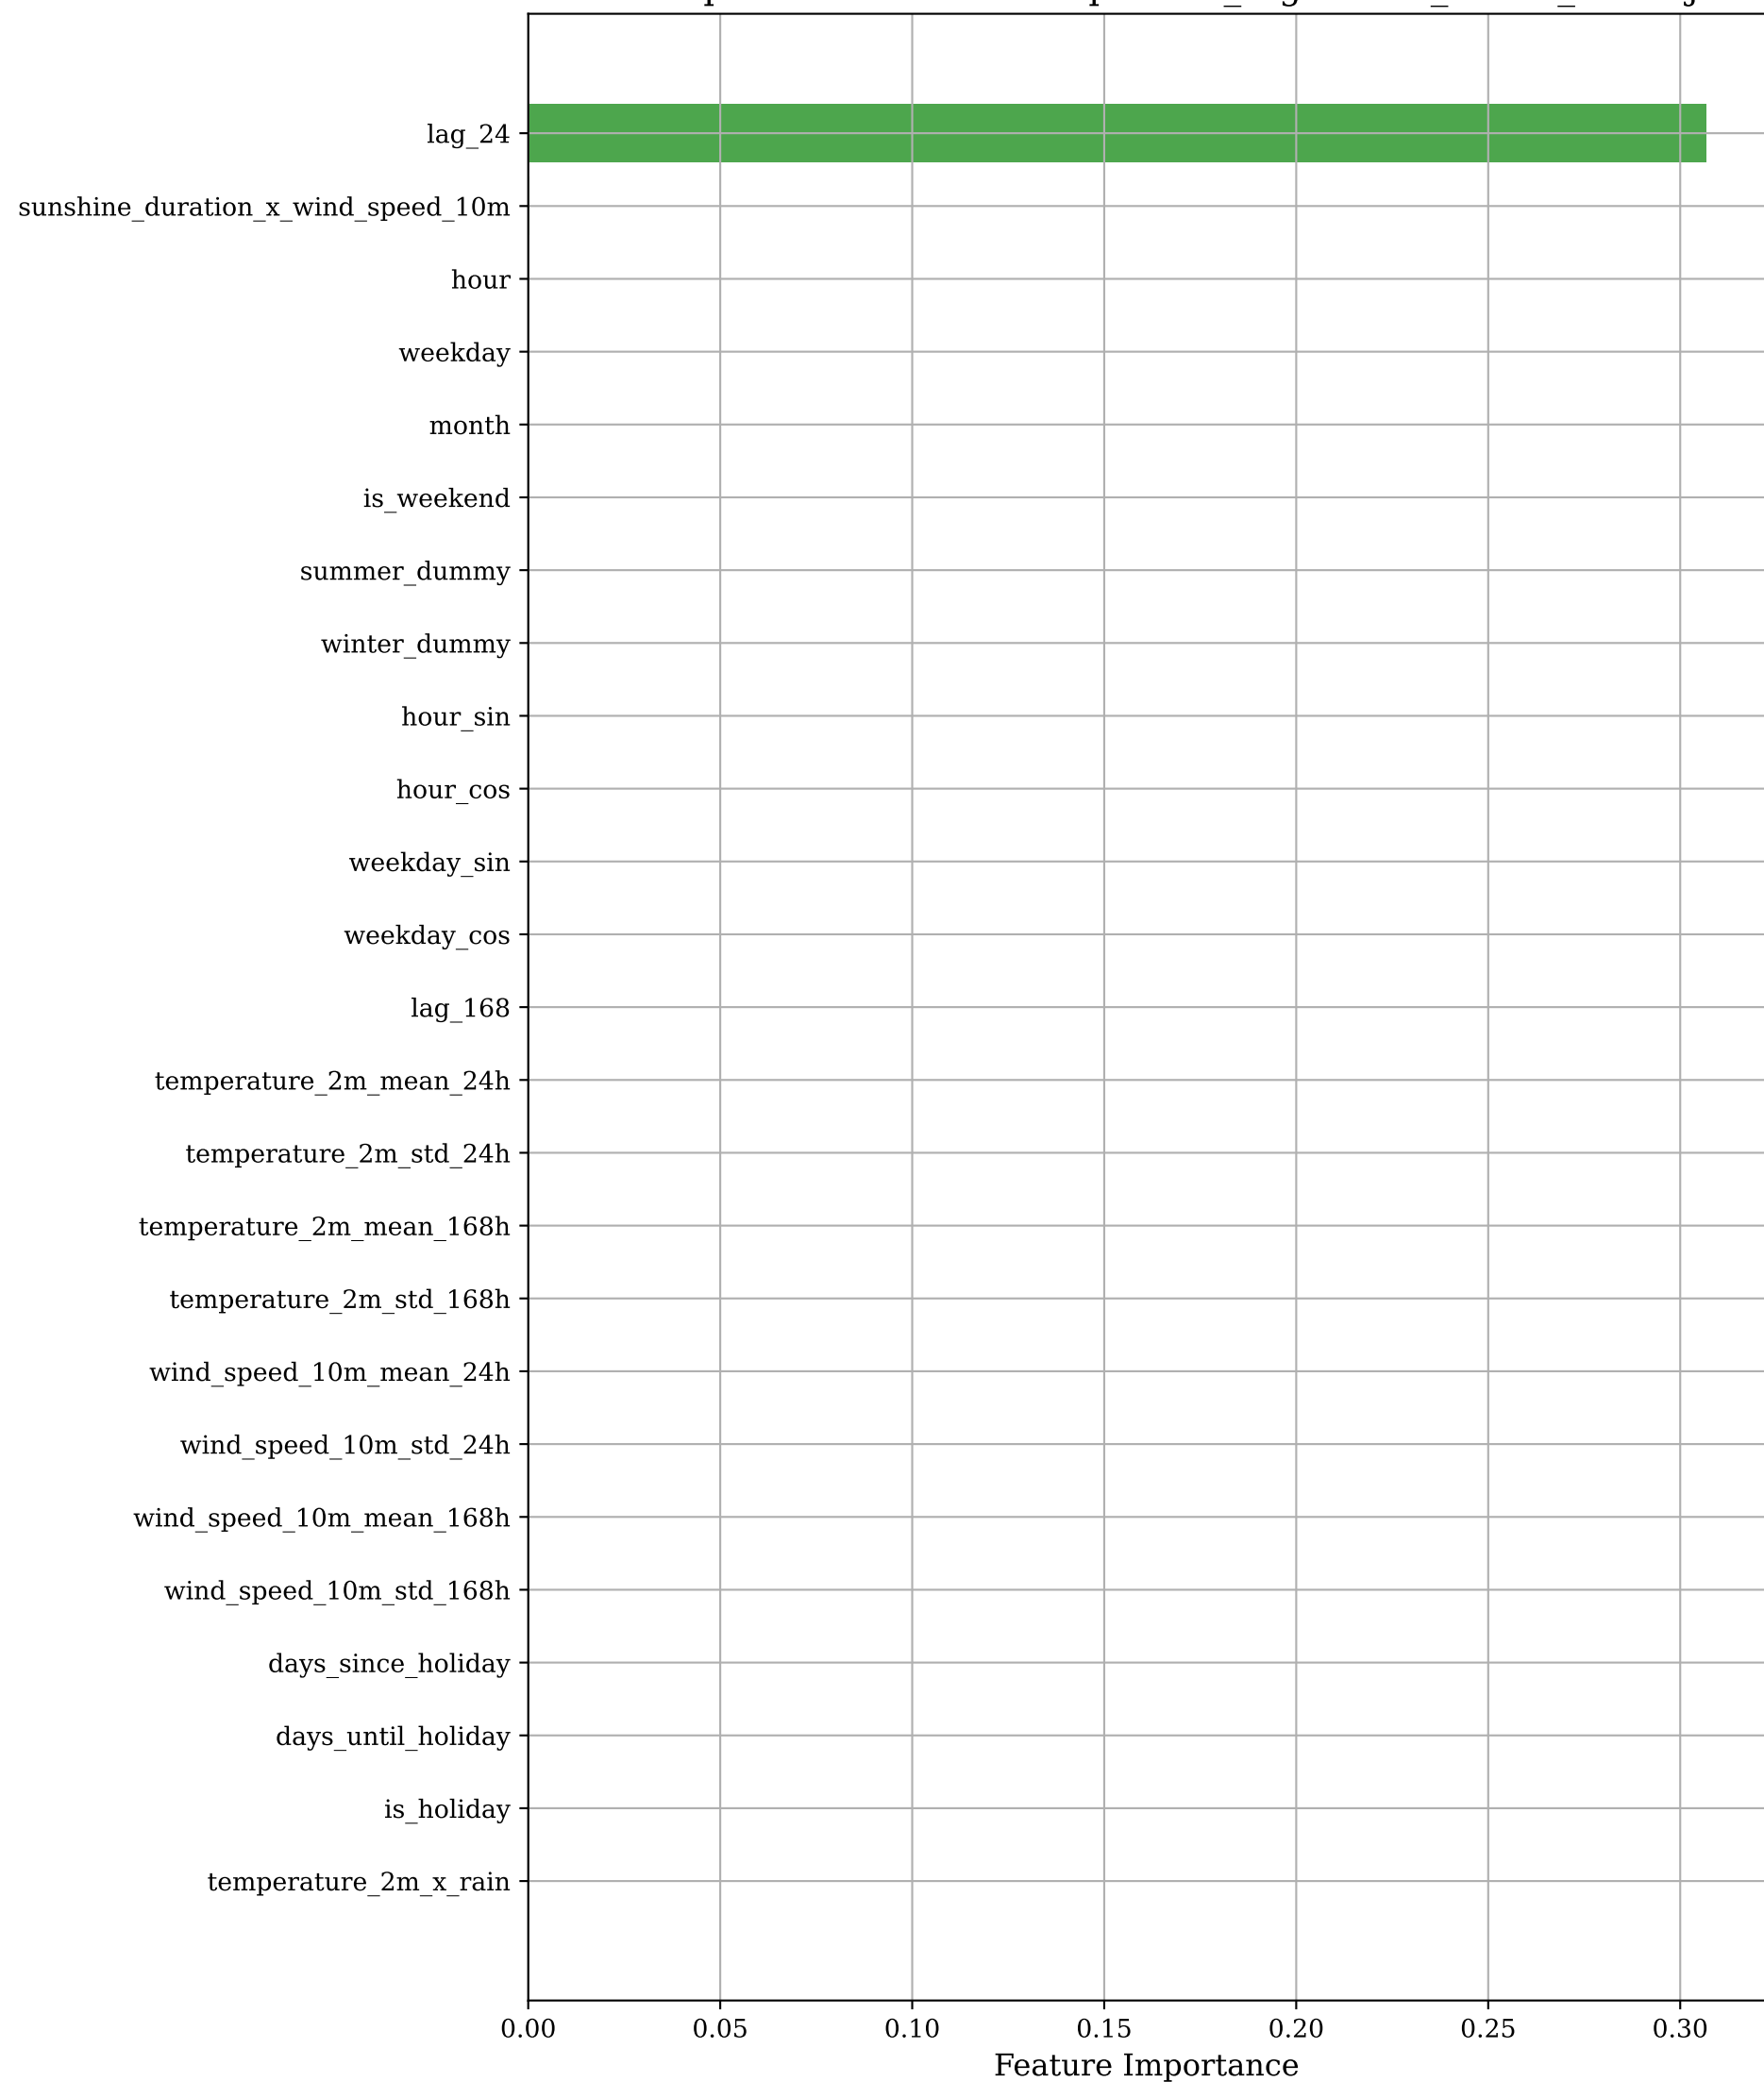 lag_24
sunshine_duration_x_wind_speed_10m
hour
weekday
month
is_weekend
summer_dummy
winter_dummy
hour_sin
hour_cos
weekday_sin
weekday_cos
lag_168
temperature_2m_mean_24h
temperature_2m_std_24h
temperature_2m_mean_168h
temperature_2m_std_168h
wind_speed_10m_mean_24h
wind_speed_10m_std_24h
wind_speed_10m_mean_168h
wind_speed_10m_std_168h
days_since_holiday
days_until_holiday
is_holiday
temperature_2m_x_rain
0.00 0.05 0.10 0.15 0.20 0.25 0.30
Feature Importance